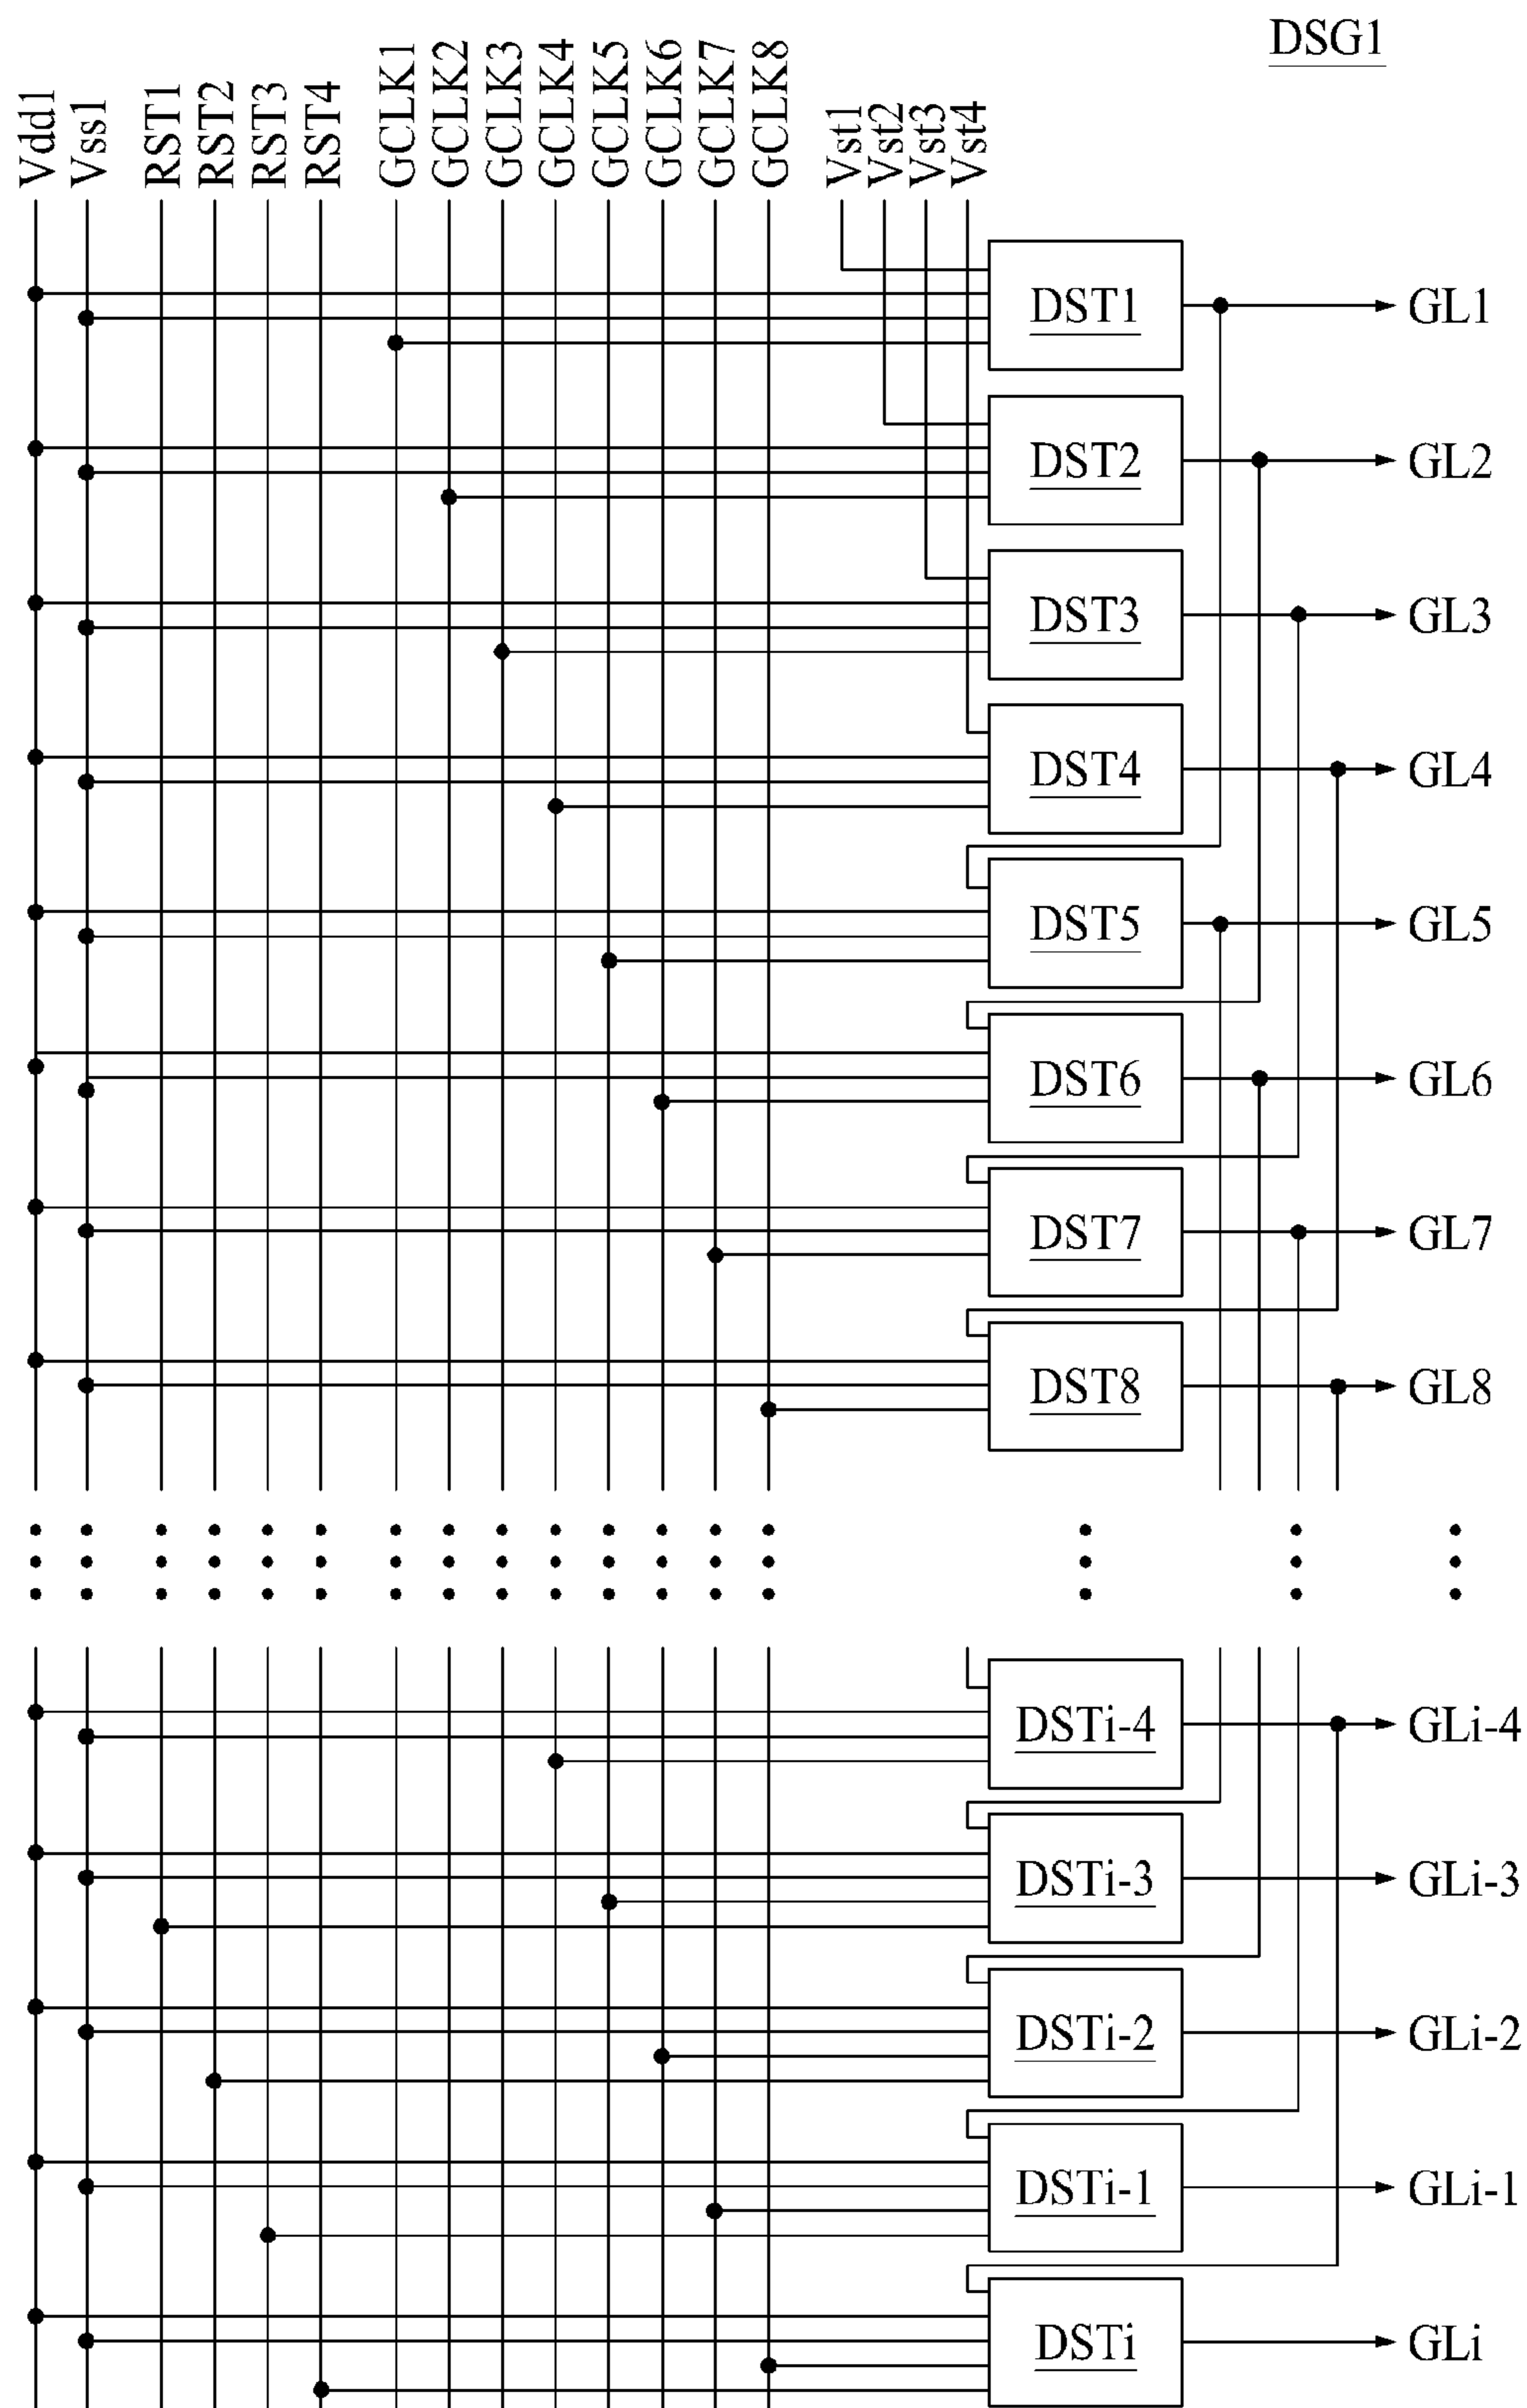 DSG1
Vdd1
Vss1
RST1
RST2
RST3
RST4
GCLK1
GCLK2
GCLK3
GCLK4
GCLK5
GCLK6
GCLK7
GCLK8
Vst1
Vst2
Vst3
Vst4
DST1 GL1
DST2 GL2
DST3 GL3
DST4 GL4
DST5 GL5
DST6 GL6
DST7 GL7
DST8 GL8
DSTi-4 GLi-4
DSTi-3 GLi-3
DSTi-2 GLi-2
DSTi-1 GLi-1
DSTi GLi